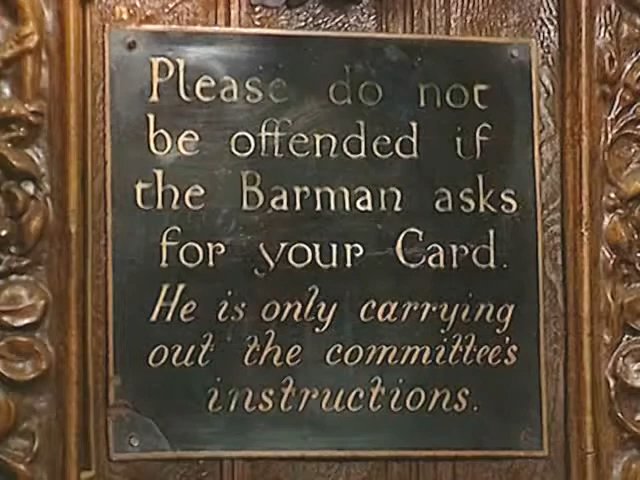 Please do not
be offended if
the Barman asks
for your Card.
He is only carrying
out the committee's
instructions.